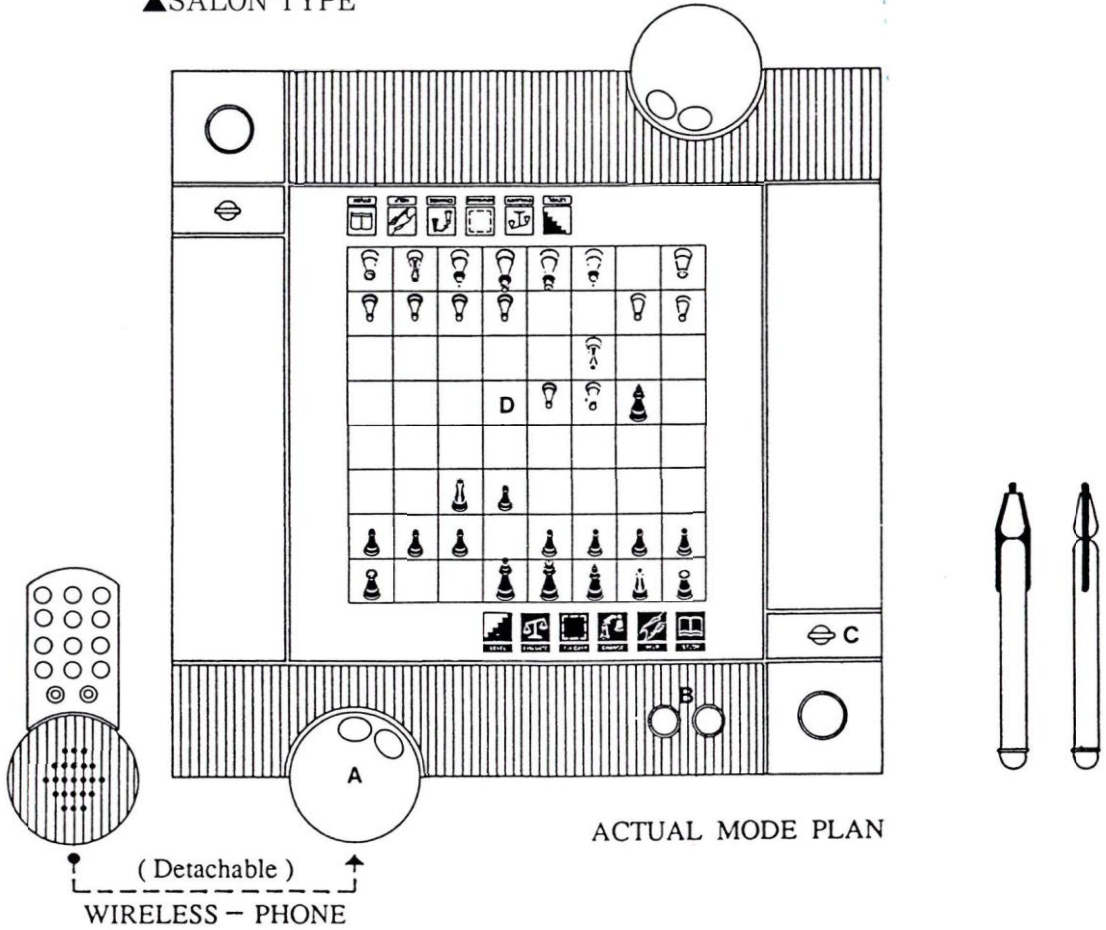 ▲SALON TYPE
D
C
B
A
ACTUAL MODE PLAN
( Detachable )
WIRELESS – PHONE